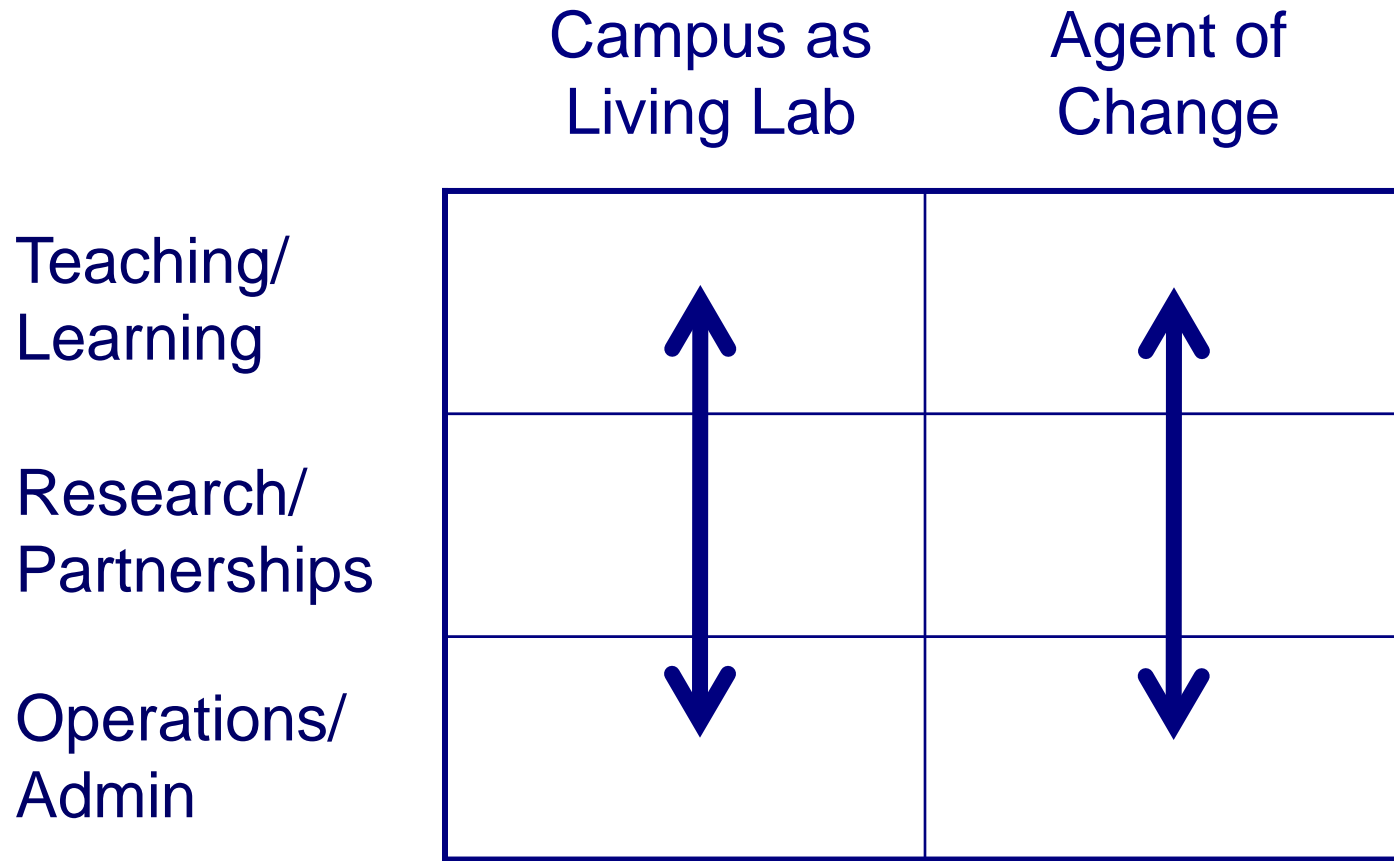 Campus as
Living Lab
Agent of
Change
Teaching/
Learning
Research/
Partnerships
Operations/
Admin